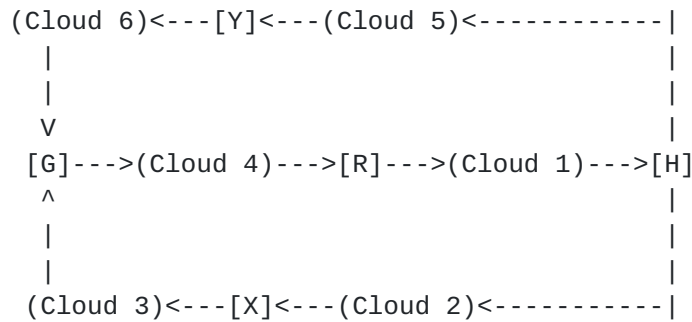 (Cloud 6)<---[Y]<---(Cloud 5)<------------|
|                                         |
|                                         |
V                                         |
[G]--->(Cloud 4)--->[R]--->(Cloud 1)--->[H]
^                                         |
|                                         |
|                                         |
(Cloud 3)<---[X]<---(Cloud 2)<-----------|